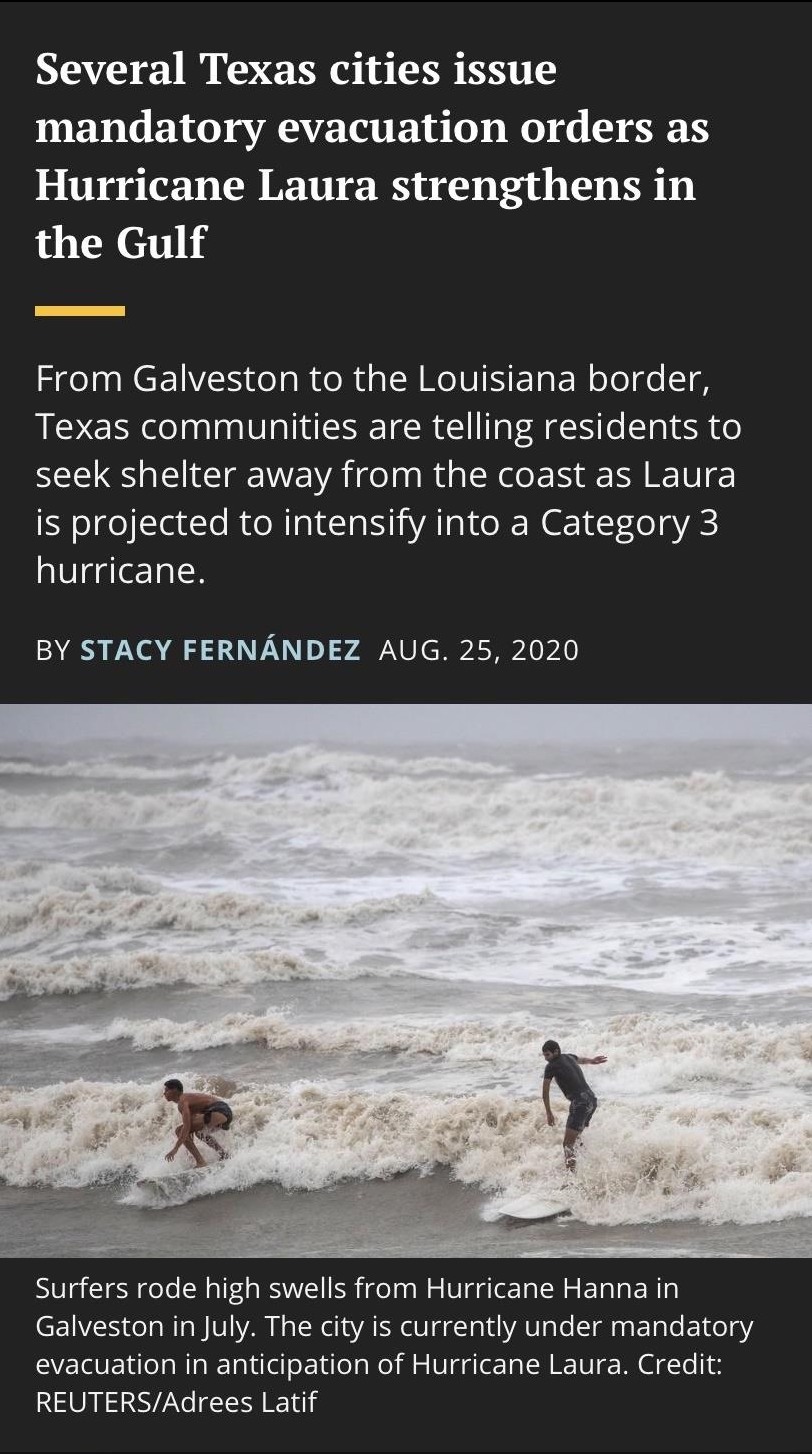 Several Texas cities issue
mandatory evacuation orders as
Hurricane Laura strengthens in
the Gulf
From Galveston to the Louisiana border,
Texas communities are telling residents to
seek shelter away from the coast as Laura
is projected to intensify into a Category 3
hurricane.
BY STACY FERNÁNDEZ AUG. 25, 2020
Surfers rode high swells from Hurricane Hanna in
Galveston in July. The city is currently under mandatory
evacuation in anticipation of Hurricane Laura. Credit:
REUTERS/Adrees Latif